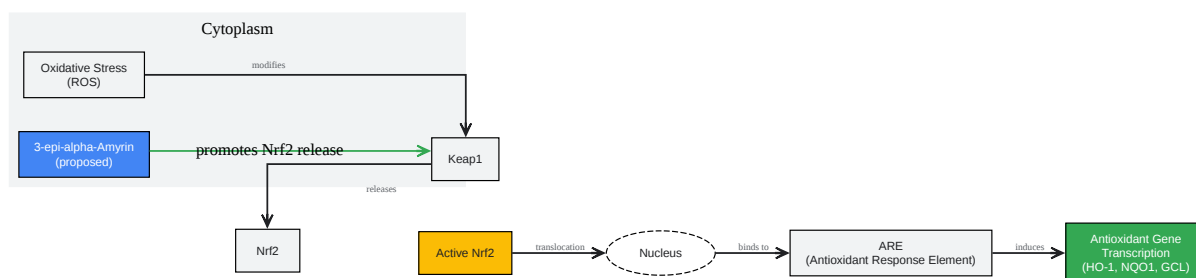 Cytoplasm
Oxidative Stress
(ROS)
modifies
3-epi-alpha-Amyrin
(proposed)
promotes Nrf2 release
Keap1
releases
Nrf2
Active Nrf2
translocation
Nucleus
binds to
ARE
(Antioxidant Response Element)
induces
Antioxidant Gene
Transcription
(HO-1, NQO1, GCL)